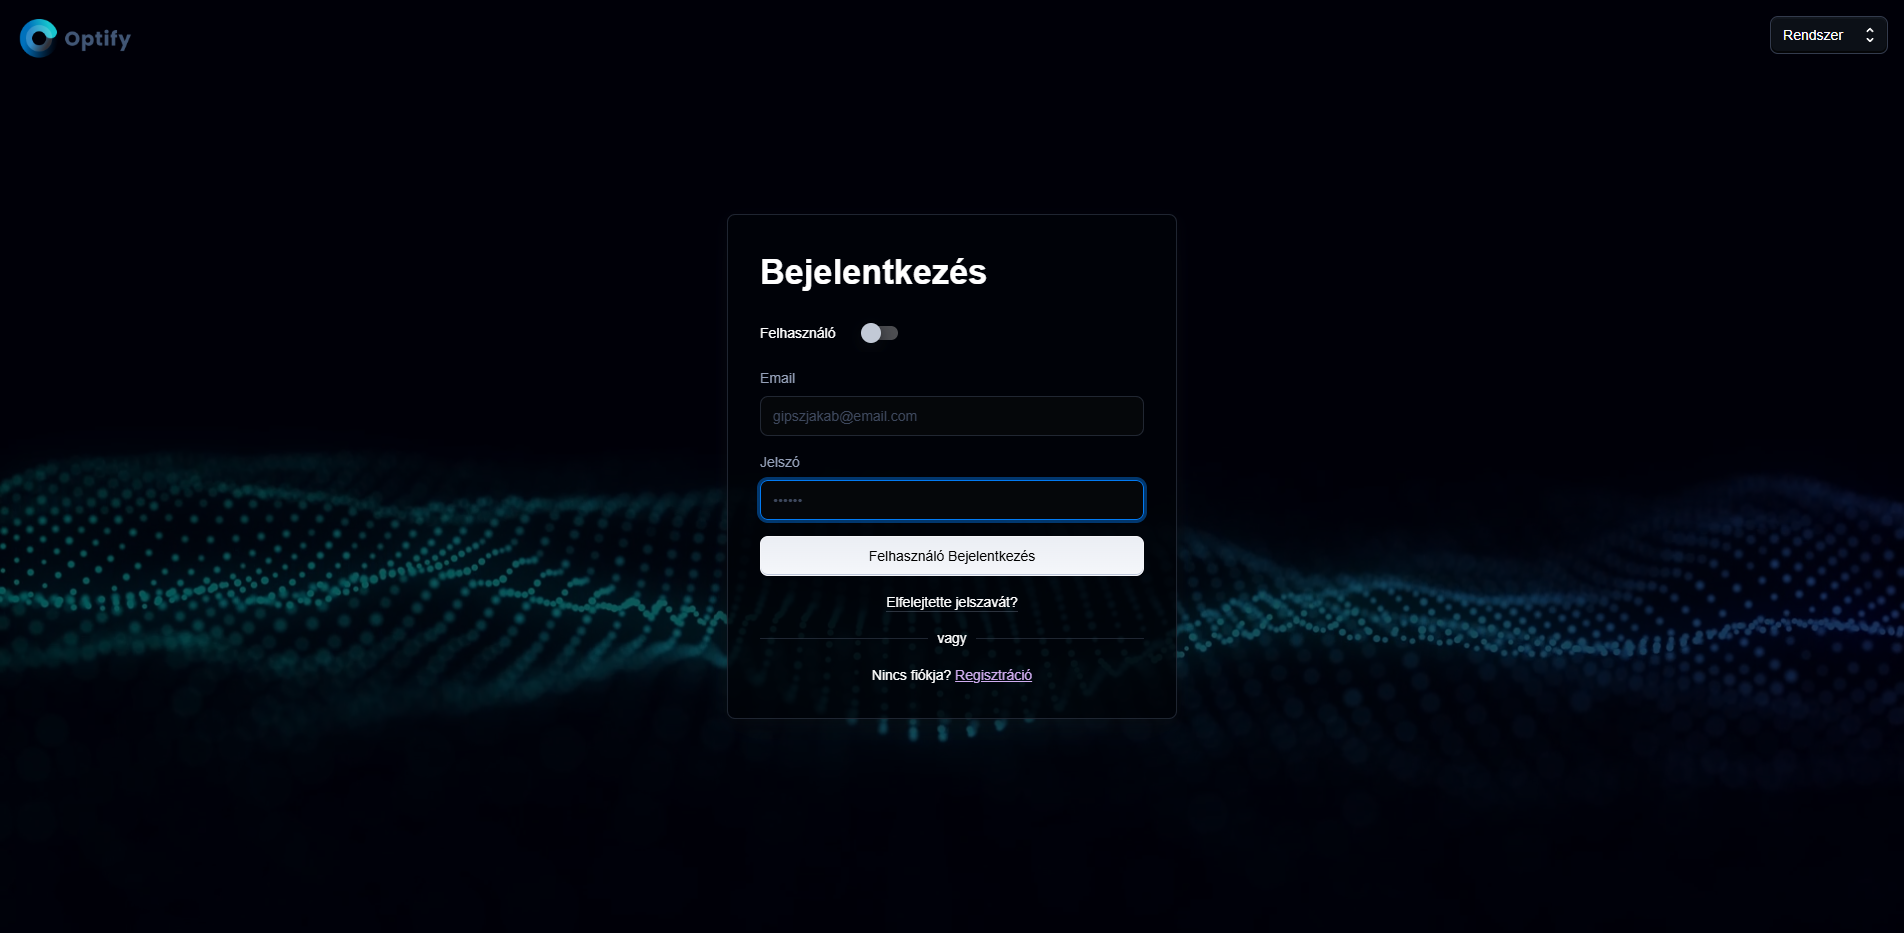 Optify
Rendszer
Bejelentkezés
Felhasználó
Email
gipszjakab@email.com
Jelszó
••••••
Felhasználó Bejelentkezés
Elfelejtette jelszavát?
vagy
Nincs fiókja? Regisztráció